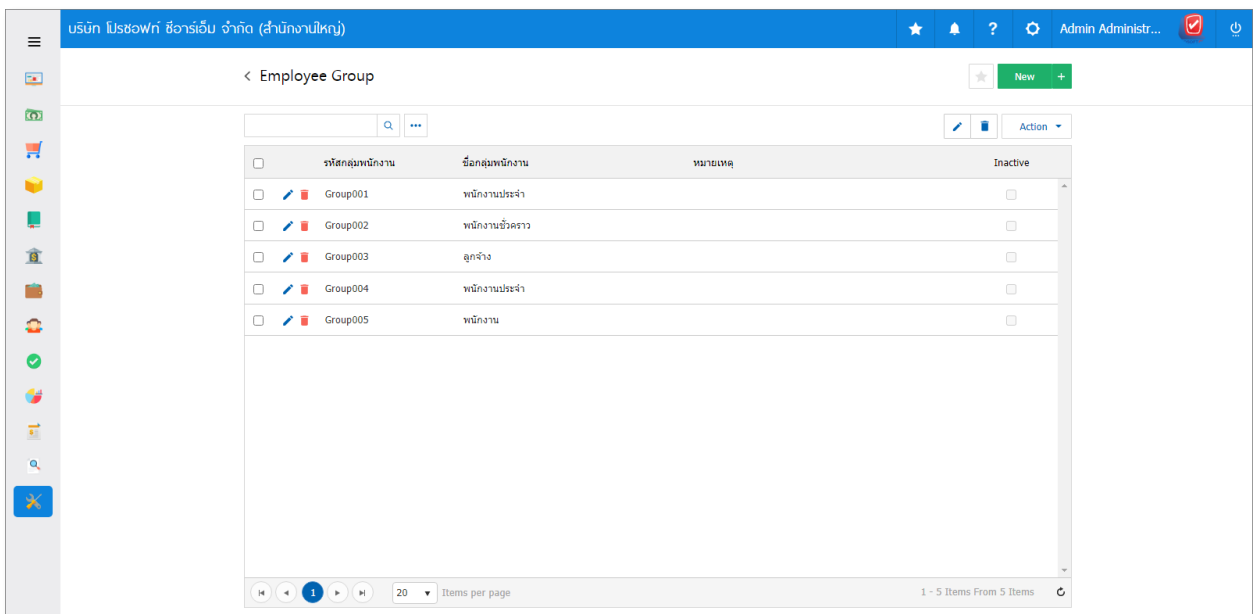 บริษัท โปรซอฟท์ ซีอาร์เอ็ม จำกัด (สำนักงานใหญ่) ? Admin Administr...
Employee Group New +
Action
รหัสกลุ่มพนักงาน ชื่อกลุ่มพนักงาน หมายเหตุ Inactive
Group001 พนักงานประจำ
Group002 พนักงานชั่วคราว
Group003 ลูกจ้าง
Group004 พนักงานประจำ
Group005 พนักงาน
1 20 Items per page 1 - 5 Items From 5 Items